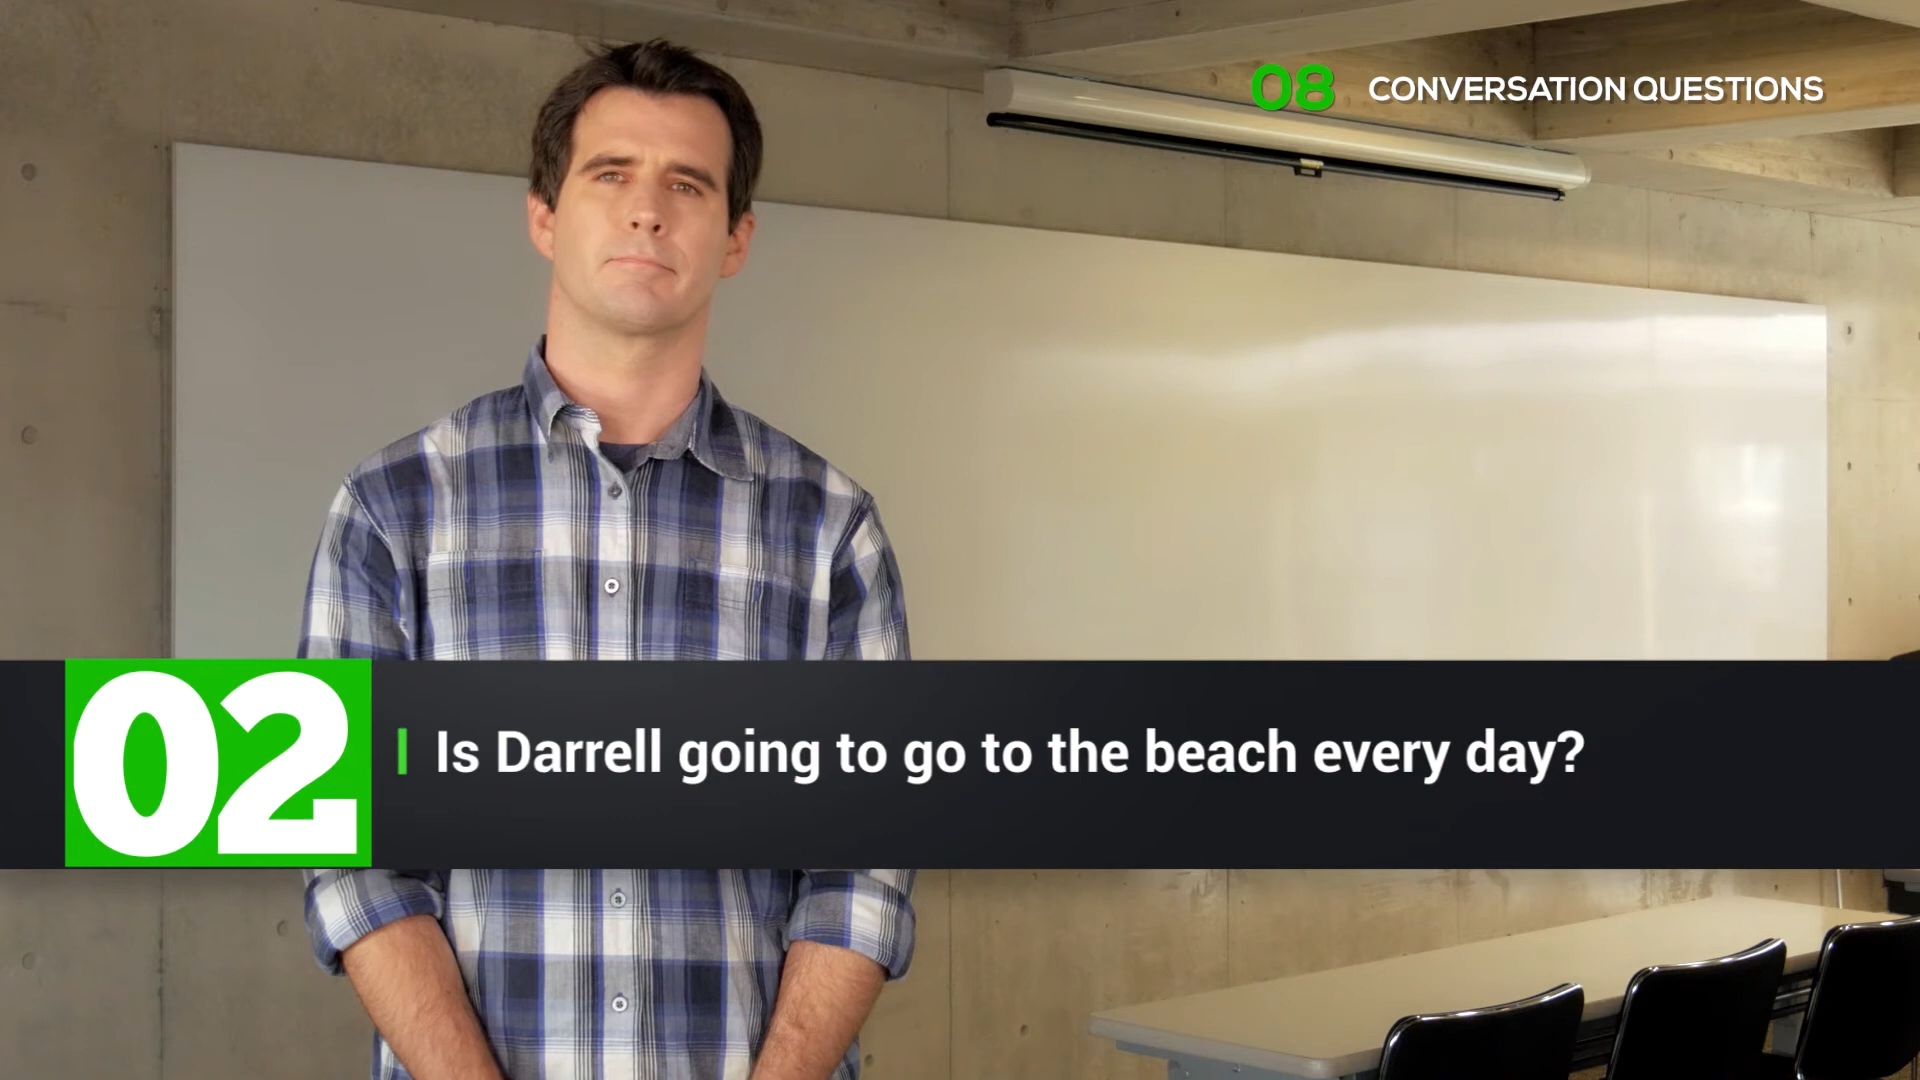 08 CONVERSATION QUESTIONS
02
Is Darrell going to go to the beach every day?